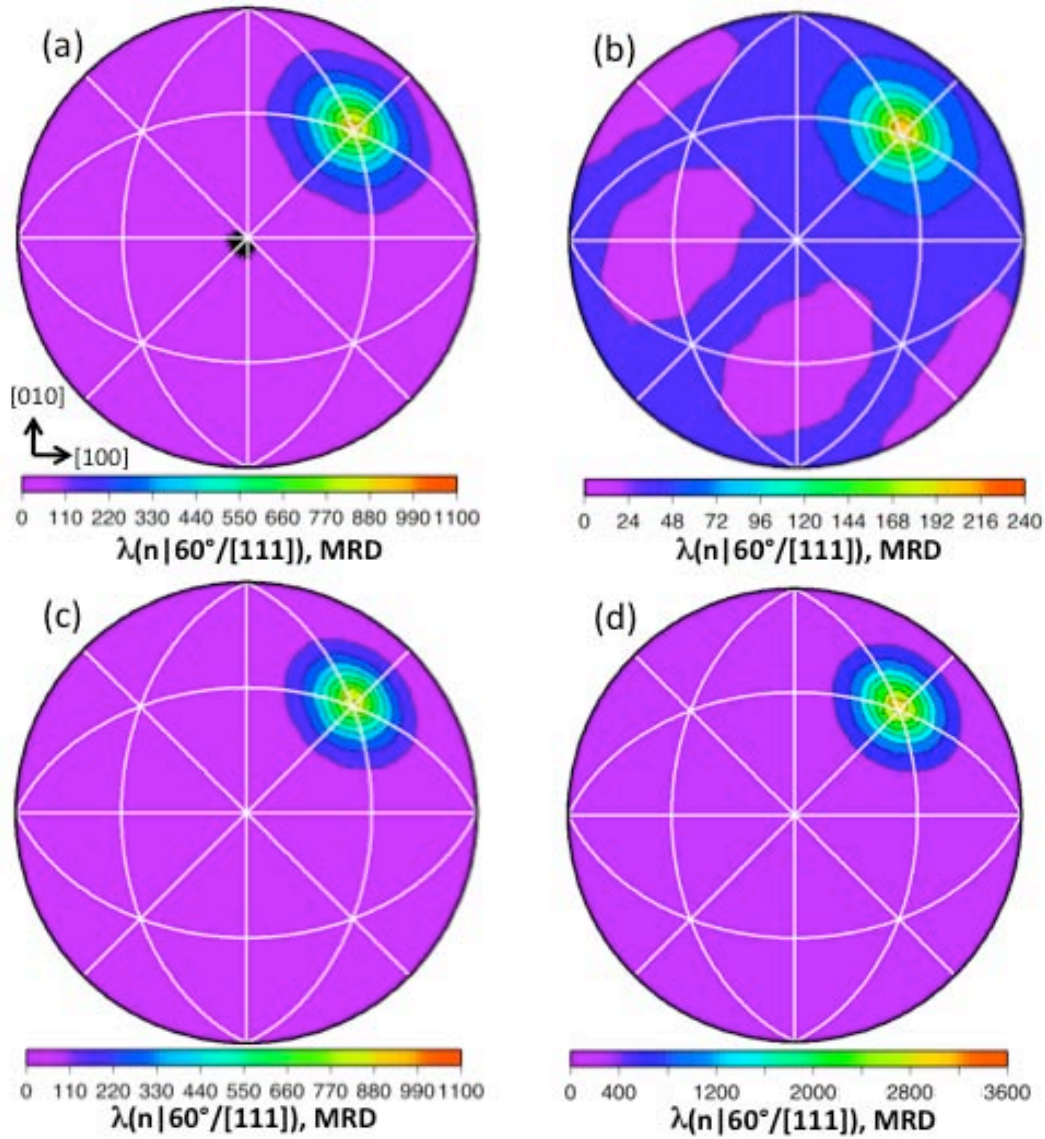 (a)
(b)
[010]
[100]
0 110 220 330 440 550 660 770 880 990 1100
λ(n|60°/[111]), MRD
0 24 48 72 96 120 144 168 192 216 240
λ(n|60°/[111]), MRD
(c)
(d)
0 110 220 330 440 550 660 770 880 990 1100
λ(n|60°/[111]), MRD
0 400 1200 2000 2800 3600
λ(n|60°/[111]), MRD